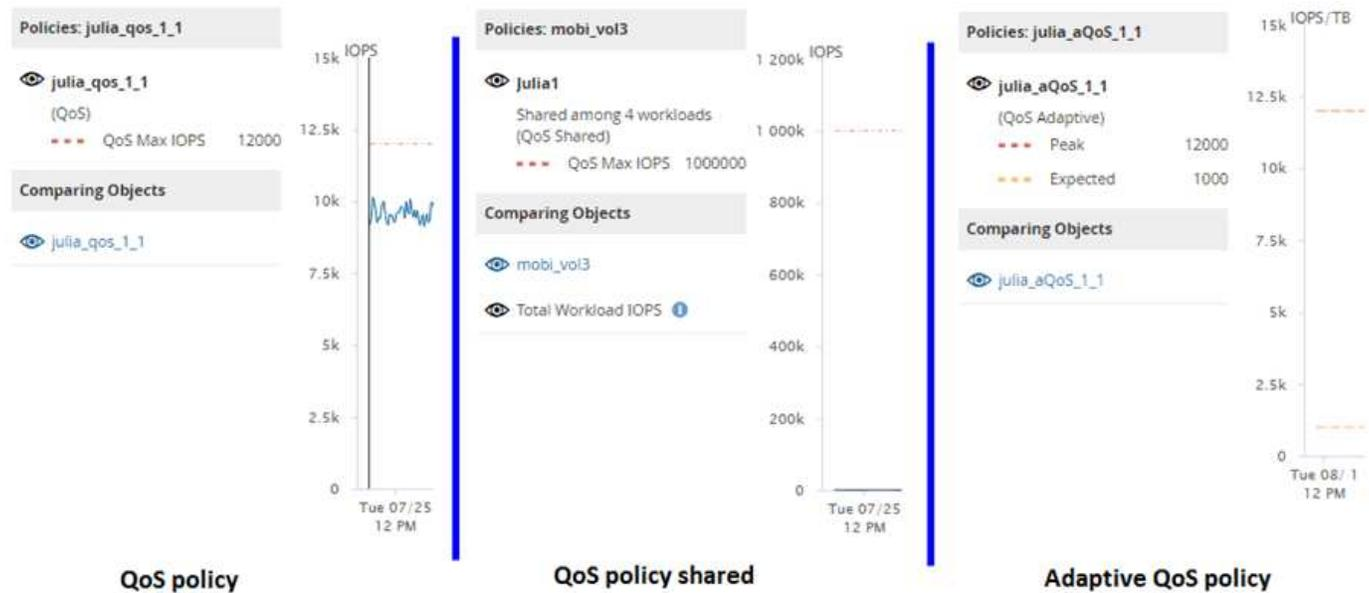 Policies: julia_qos_1_1
julia_qos_1_1
(QoS)
QoS Max IOPS 12000
Comparing Objects
julia_qos_1_1
IOPS
15k
12.5k
10k
7.5k
5k
2.5k
0
Tue 07/25
12 PM
QoS policy
Policies: mobi_vol3
Julia1
Shared among 4 workloads
(QoS Shared)
QoS Max IOPS 1000000
Comparing Objects
mobi_vol3
Total Workload IOPS i
IOPS
1 200k
1 000k
800k
600k
400k
200k
0
Tue 07/25
12 PM
QoS policy shared
Policies: julia_aQoS_1_1
julia_aQoS_1_1
(QoS Adaptive)
Peak 12000
Expected 1000
Comparing Objects
julia_aQoS_1_1
IOPS/TB
15k
12.5k
10k
7.5k
5k
2.5k
0
Tue 08/ 1
12 PM
Adaptive QoS policy